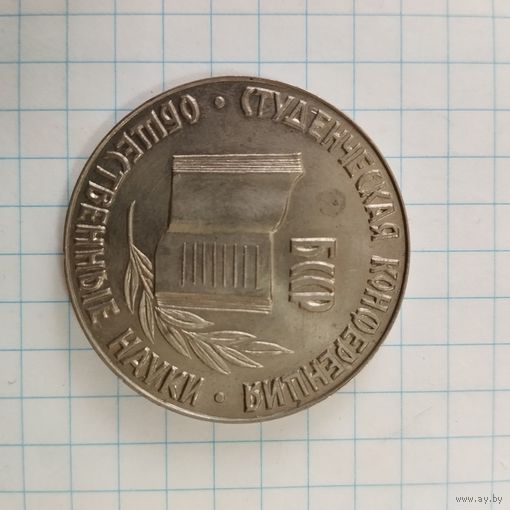 СТУДЕНЧЕСКАЯ КОНФЕРЕНЦИЯ •
ОБЩЕСТВЕННЫЕ НАУКИ •
БССР
www.ay.by